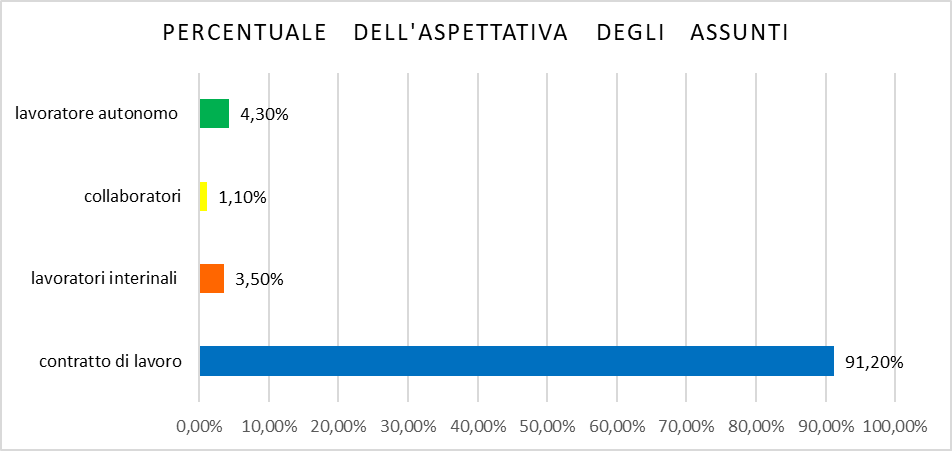 PERCENTUALE DELL'ASPETTATIVA DEGLI ASSUNTI
lavoratore autonomo 4,30%
collaboratori 1,10%
lavoratori interinali 3,50%
contratto di lavoro 91,20%
0,00% 10,00% 20,00% 30,00% 40,00% 50,00% 60,00% 70,00% 80,00% 90,00% 100,00%